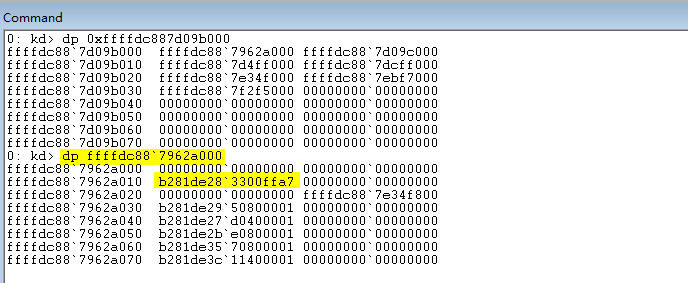 Command
0: kd> dp 0xffffdc887d09b000
ffffdc88`7d09b000  ffffdc88`7962a000 ffffdc88`7d09c000
ffffdc88`7d09b010  ffffdc88`7d4ff000 ffffdc88`7dcff000
ffffdc88`7d09b020  ffffdc88`7e34f000 ffffdc88`7ebf7000
ffffdc88`7d09b030  ffffdc88`7f2f5000 00000000`00000000
ffffdc88`7d09b040  00000000`00000000 00000000`00000000
ffffdc88`7d09b050  00000000`00000000 00000000`00000000
ffffdc88`7d09b060  00000000`00000000 00000000`00000000
ffffdc88`7d09b070  00000000`00000000 00000000`00000000
0: kd> dp ffffdc88`7962a000
ffffdc88`7962a000  00000000`00000000 00000000`00000000
ffffdc88`7962a010  b281de28`3300ffa7 00000000`00000000
ffffdc88`7962a020  00000000`00000000 ffffdc88`7e34f800
ffffdc88`7962a030  b281de29`50800001 00000000`00000000
ffffdc88`7962a040  b281de27`d0400001 00000000`00000000
ffffdc88`7962a050  b281de2b`e0800001 00000000`00000000
ffffdc88`7962a060  b281de35`70800001 00000000`00000000
ffffdc88`7962a070  b281de3c`11400001 00000000`00000000